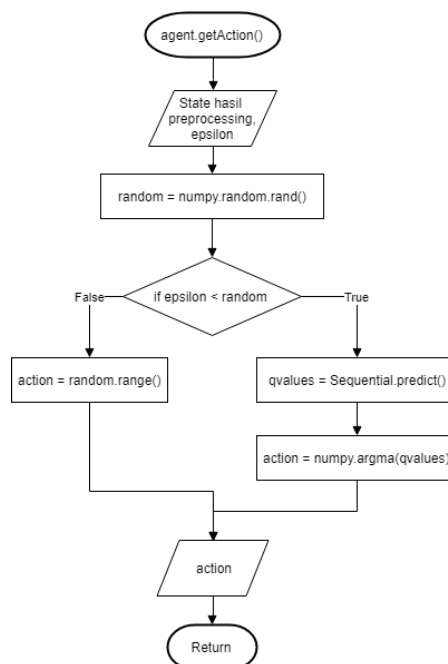 agent.getAction()
State hasil
preprocessing,
epsilon
random = numpy.random.rand()
if epsilon < random
False
True
action = random.range()
qvalues = Sequential.predict()
action = numpy.argma(qvalues)
action
Return